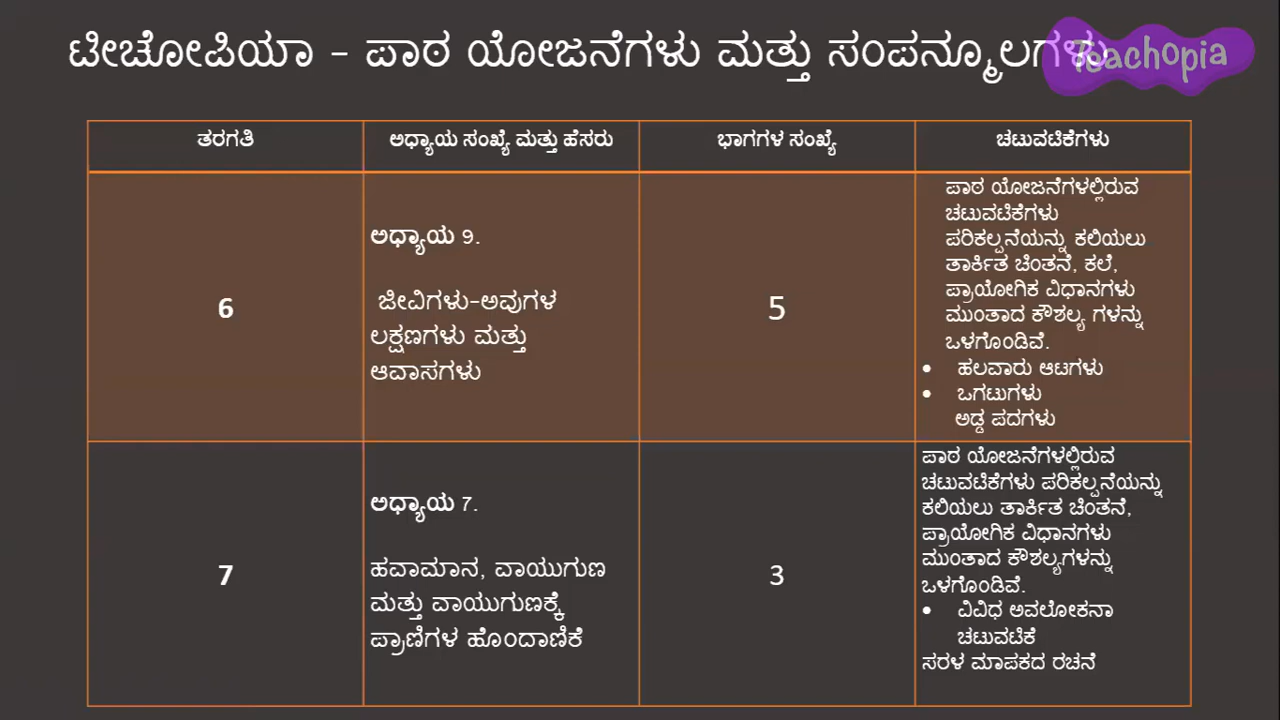 ಟೀಚೋಪಿಯಾ - ಪಾಠ ಯೋಜನೆಗಳು ಮತ್ತು ಸಂಪನ್ಮೂಲಗಳು
Teachopia
ತರಗತಿ
ಅಧ್ಯಾಯ ಸಂಖ್ಯೆ ಮತ್ತು ಹೆಸರು
ಭಾಗಗಳ ಸಂಖ್ಯೆ
ಚಟುವಟಿಕೆಗಳು
6
ಅಧ್ಯಾಯ 9.
ಜೀವಿಗಳು-ಅವುಗಳ
ಲಕ್ಷಣಗಳು ಮತ್ತು
ಆವಾಸಗಳು
5
ಪಾಠ ಯೋಜನೆಗಳಲ್ಲಿರುವ
ಚಟುವಟಿಕೆಗಳು
ಪರಿಕಲ್ಪನೆಯನ್ನು ಕಲಿಯಲು
ತಾರ್ಕಿತ ಚಿಂತನೆ, ಕಲೆ,
ಪ್ರಾಯೋಗಿಕ ವಿಧಾನಗಳು
ಮುಂತಾದ ಕೌಶಲ್ಯ ಗಳನ್ನು
ಒಳಗೊಂಡಿವೆ.
• ಹಲವಾರು ಆಟಗಳು
• ಒಗಟುಗಳು
ಅಡ್ಡ ಪದಗಳು
7
ಅಧ್ಯಾಯ 7.
ಹವಾಮಾನ, ವಾಯುಗುಣ
ಮತ್ತು ವಾಯುಗುಣಕ್ಕೆ
ಪ್ರಾಣಿಗಳ ಹೊಂದಾಣಿಕೆ
3
ಪಾಠ ಯೋಜನೆಗಳಲ್ಲಿರುವ
ಚಟುವಟಿಕೆಗಳು ಪರಿಕಲ್ಪನೆಯನ್ನು
ಕಲಿಯಲು ತಾರ್ಕಿತ ಚಿಂತನೆ,
ಪ್ರಾಯೋಗಿಕ ವಿಧಾನಗಳು
ಮುಂತಾದ ಕೌಶಲ್ಯಗಳನ್ನು
ಒಳಗೊಂಡಿವೆ.
• ವಿವಿಧ ಅವಲೋಕನಾ
ಚಟುವಟಿಕೆ
ಸರಳ ಮಾಪಕದ ರಚನೆ